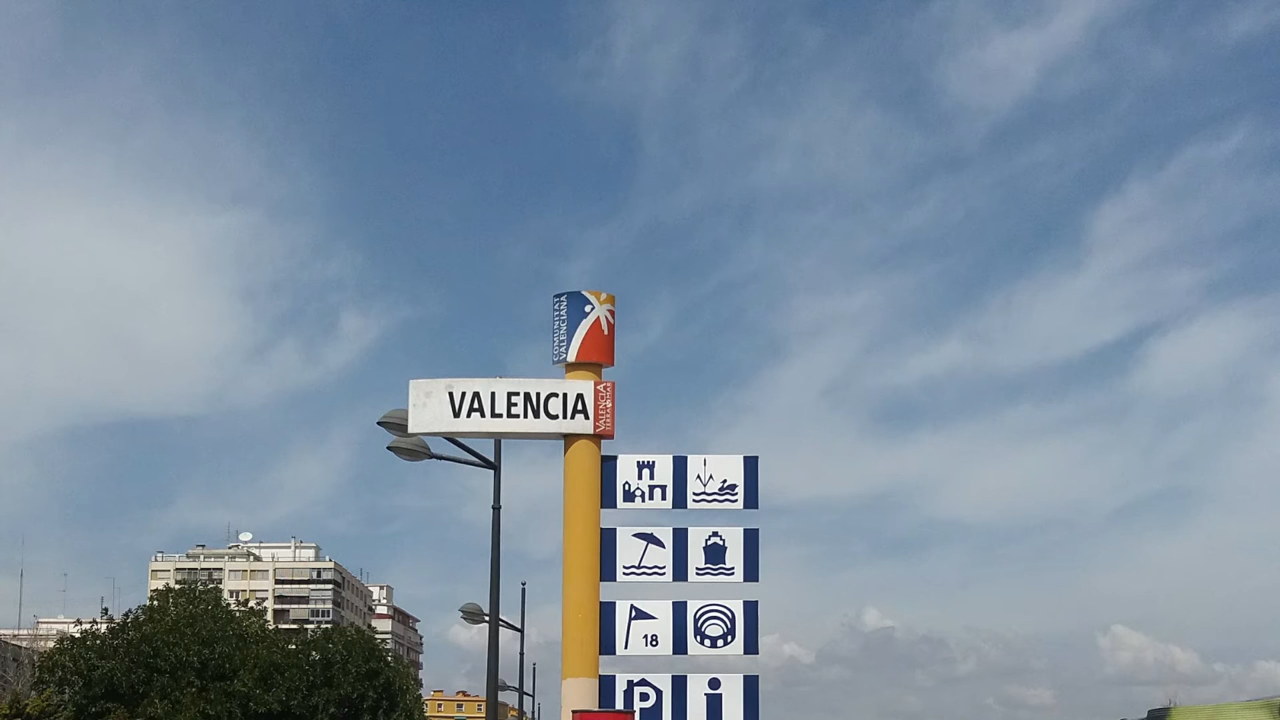 COMUNITAT
VALENCIANA
VALENCIA
VALENCIA
TERRA I MAR
18
P
i